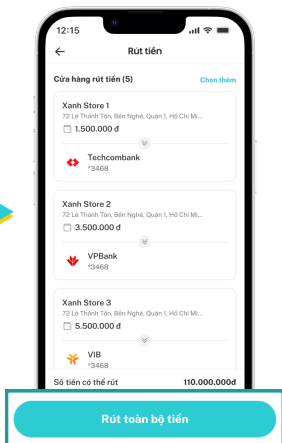 12:15
Rút tiền
Cửa hàng rút tiền (5) Chọn thêm
Xanh Store 1
72 Lê Thánh Tôn, Bến Nghé, Quận 1, Hồ Chí Mi...
1.500.000 đ
Techcombank
*3468
Xanh Store 2
72 Lê Thánh Tôn, Bến Nghé, Quận 1, Hồ Chí Mi...
3.500.000 đ
VPBank
*3468
Xanh Store 3
72 Lê Thánh Tôn, Bến Nghé, Quận 1, Hồ Chí Mi...
5.500.000 đ
VIB
*3468
Số tiền có thể rút 110.000.000đ
Rút toàn bộ tiền